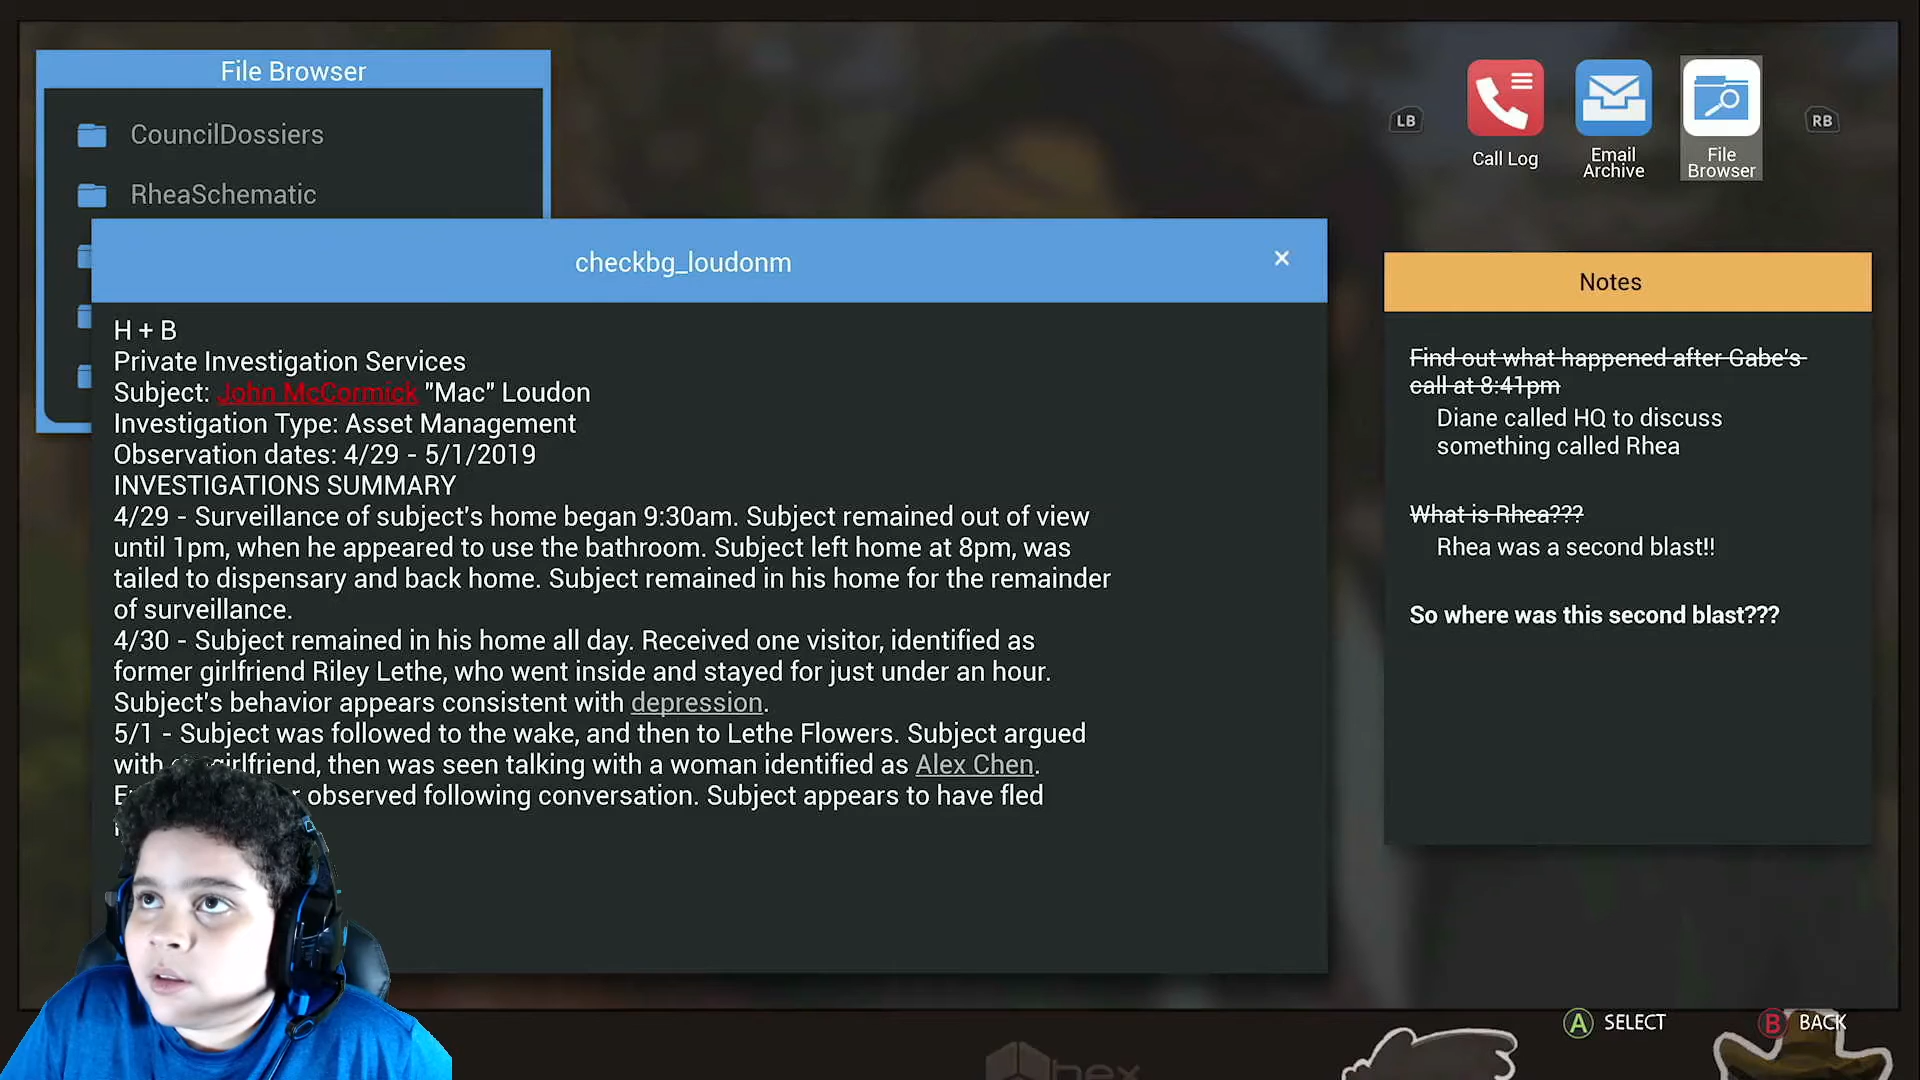 File Browser
CouncilDossiers
RheaSchematic
LB
Call Log
Email
Archive
File
Browser
RB
checkbg_loudonm
×
H + B
Private Investigation Services
Subject: John McCormick "Mac" Loudon
Investigation Type: Asset Management
Observation dates: 4/29 - 5/1/2019
INVESTIGATIONS SUMMARY
4/29 - Surveillance of subject's home began 9:30am. Subject remained out of view
until 1pm, when he appeared to use the bathroom. Subject left home at 8pm, was
tailed to dispensary and back home. Subject remained in his home for the remainder
of surveillance.
4/30 - Subject remained in his home all day. Received one visitor, identified as
former girlfriend Riley Lethe, who went inside and stayed for just under an hour.
Subject's behavior appears consistent with depression.
5/1 - Subject was followed to the wake, and then to Lethe Flowers. Subject argued
with girlfriend, then was seen talking with a woman identified as Alex Chen.
observed following conversation. Subject appears to have fled
Notes
Find out what happened after Gabe's
call at 8:41pm
Diane called HQ to discuss
something called Rhea
What is Rhea???
Rhea was a second blast!!
So where was this second blast???
A SELECT
B BACK
hex